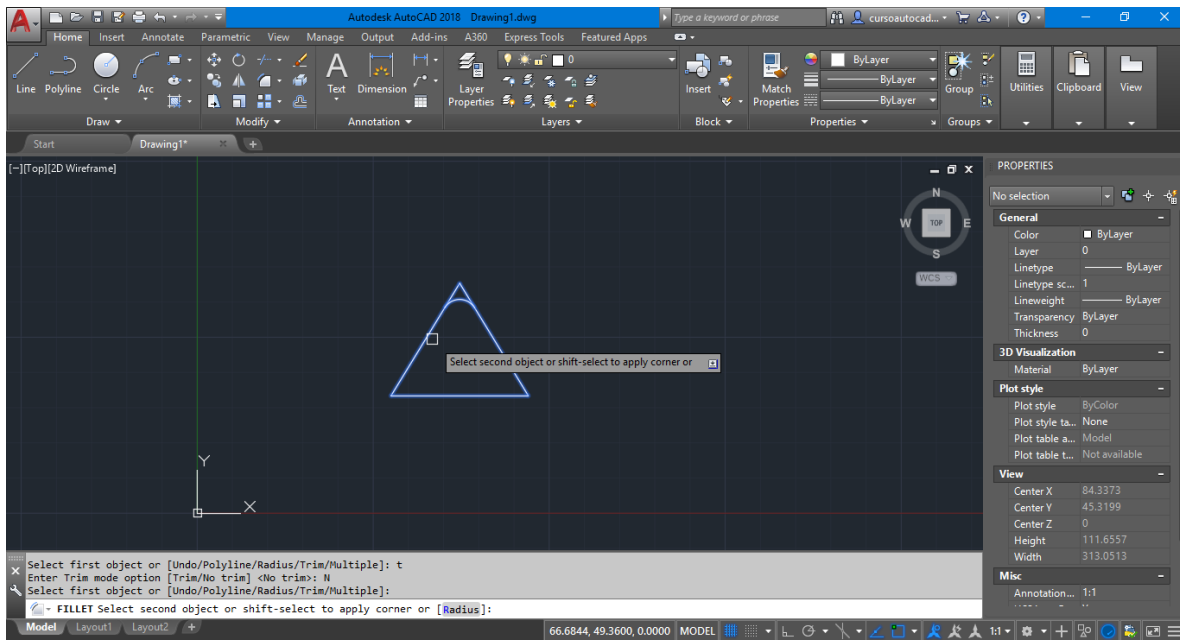 A Autodesk AutoCAD 2018 Drawing1.dwg Type a keyword or phrase cursoautocad...
Home Insert Annotate Parametric View Manage Output Add-ins A360 Express Tools Featured Apps
Line Polyline Circle Arc
A Text Dimension
Layer Properties
0
Insert
Match Properties
ByLayer
ByLayer
ByLayer
Group
Utilities Clipboard View
Draw Modify Annotation Layers Block Properties Groups
Start Drawing1* +
[−][Top][2D Wireframe]
N
W TOP E
S
WCS
Select second object or shift-select to apply corner or
Y
X
PROPERTIES
No selection
General
Color ByLayer
Layer 0
Linetype ByLayer
Linetype sc... 1
Lineweight ByLayer
Transparency ByLayer
Thickness 0
3D Visualization
Material ByLayer
Plot style
Plot style ByColor
Plot style ta... None
Plot table a... Model
Plot table t... Not available
View
Center X 84.3373
Center Y 45.3199
Center Z 0
Height 111.6557
Width 313.0513
Misc
Annotation... 1:1
Select first object or [Undo/Polyline/Radius/Trim/Multiple]: t
Enter Trim mode option [Trim/No trim] <No trim>: N
Select first object or [Undo/Polyline/Radius/Trim/Multiple]:
FILLET Select second object or shift-select to apply corner or [Radius]:
Model Layout1 Layout2 +
66.6844, 49.3600, 0.0000 MODEL 1:1